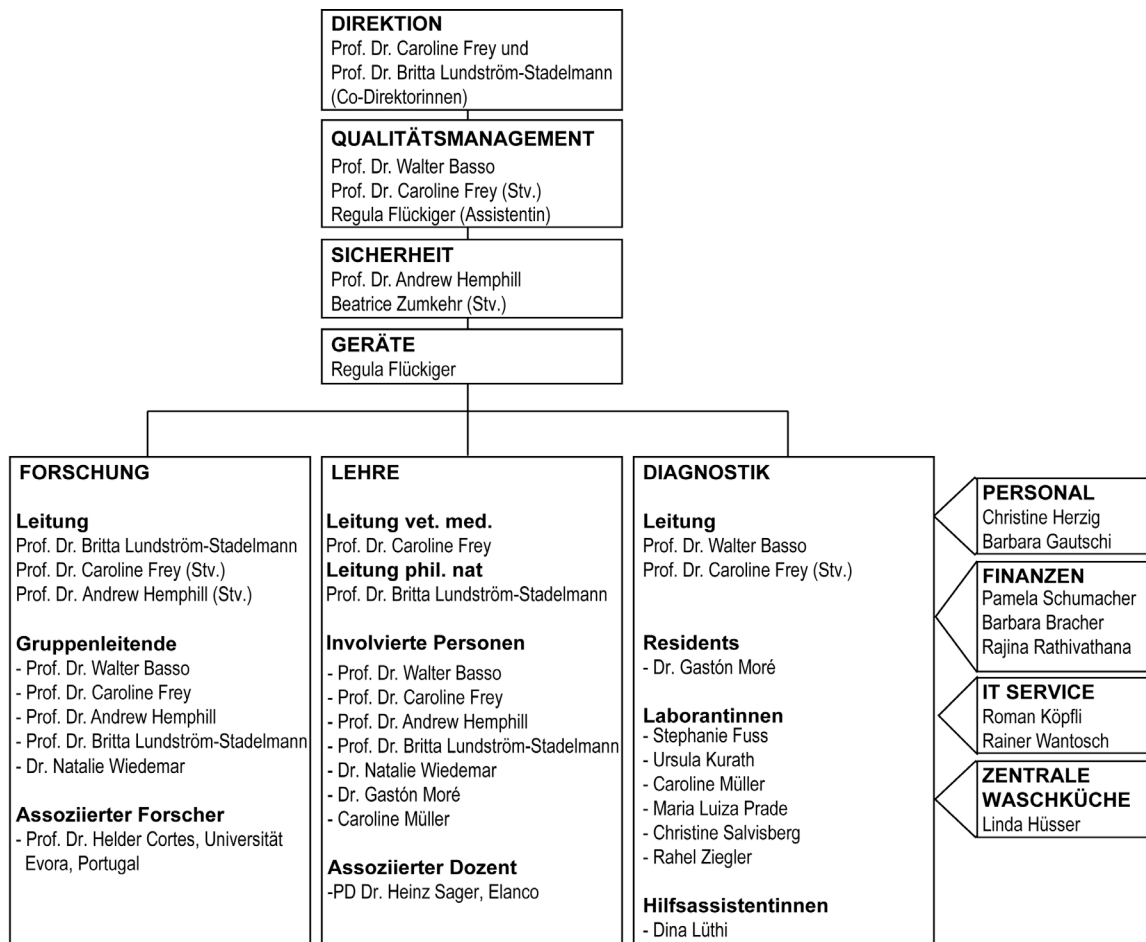 DIREKTION
Prof. Dr. Caroline Frey und
Prof. Dr. Britta Lundström-Stadelmann
(Co-Direktorinnen)
QUALITÄTSMANAGEMENT
Prof. Dr. Walter Basso
Prof. Dr. Caroline Frey (Stv.)
Regula Flückiger (Assistentin)
SICHERHEIT
Prof. Dr. Andrew Hemphill
Beatrice Zumkehr (Stv.)
GERÄTE
Regula Flückiger
FORSCHUNG
Leitung
Prof. Dr. Britta Lundström-Stadelmann
Prof. Dr. Caroline Frey (Stv.)
Prof. Dr. Andrew Hemphill (Stv.)
Gruppenleitende
- Prof. Dr. Walter Basso
- Prof. Dr. Caroline Frey
- Prof. Dr. Andrew Hemphill
- Prof. Dr. Britta Lundström-Stadelmann
- Dr. Natalie Wiedemar
Assoziierter Forscher
- Prof. Dr. Helder Cortes, Universität
Evora, Portugal
LEHRE
Leitung vet. med.
Prof. Dr. Caroline Frey
Leitung phil. nat
Prof. Dr. Britta Lundström-Stadelmann
Involvierte Personen
- Prof. Dr. Walter Basso
- Prof. Dr. Caroline Frey
- Prof. Dr. Andrew Hemphill
- Prof. Dr. Britta Lundström-Stadelmann
- Dr. Natalie Wiedemar
- Dr. Gastón Moré
- Caroline Müller
Assoziierter Dozent
-PD Dr. Heinz Sager, Elanco
DIAGNOSTIK
Leitung
Prof. Dr. Walter Basso
Prof. Dr. Caroline Frey (Stv.)
Residents
- Dr. Gastón Moré
Laborantinnen
- Stephanie Fuss
- Ursula Kurath
- Caroline Müller
- Maria Luiza Prade
- Christine Salvisberg
- Rahel Ziegler
Hilfsassistentinnen
- Dina Lüthi
PERSONAL
Christine Herzig
Barbara Gautschi
FINANZEN
Pamela Schumacher
Barbara Bracher
Rajina Rathivathana
IT SERVICE
Roman Köpfli
Rainer Wantosch
ZENTRALE
WASCHKÜCHE
Linda Hüsser